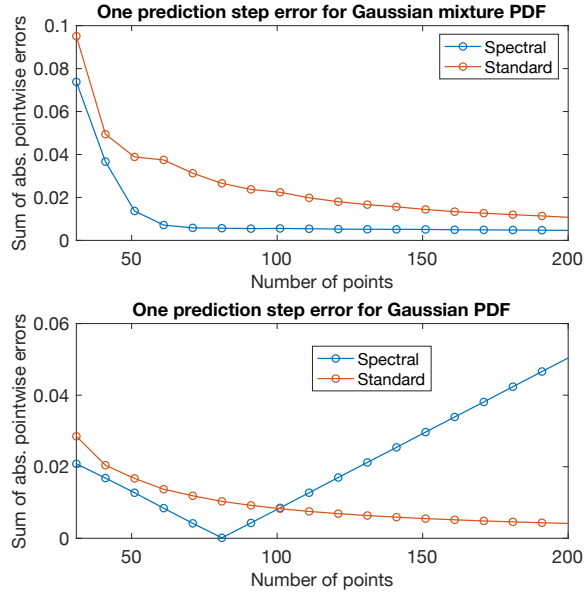 One prediction step error for Gaussian mixture PDF
Sum of abs. pointwise errors
0.1
0.08
0.06
0.04
0.02
0
Spectral
Standard
50
100
150
200
Number of points
One prediction step error for Gaussian PDF
Sum of abs. pointwise errors
0.06
0.04
0.02
0
Spectral
Standard
50
100
150
200
Number of points